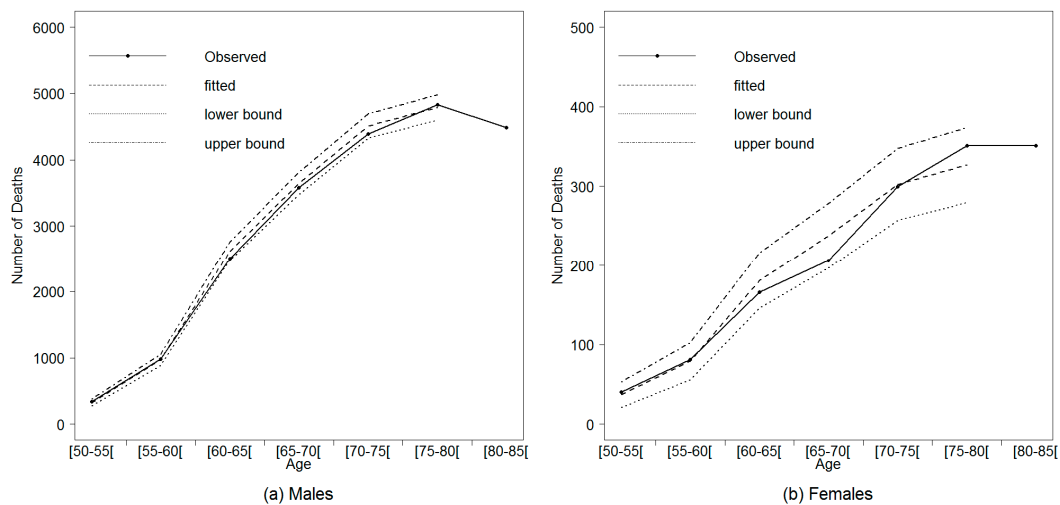 6000
5000
4000
3000
2000
1000
0
Number of Deaths
Observed
fitted
lower bound
upper bound
[50-55[ [55-60[ [60-65[ [65-70[ [70-75[ [75-80[ [80-85[
Age
(a) Males
500
400
300
200
100
0
Number of Deaths
Observed
fitted
lower bound
upper bound
[50-55[ [55-60[ [60-65[ [65-70[ [70-75[ [75-80[ [80-85[
Age
(b) Females